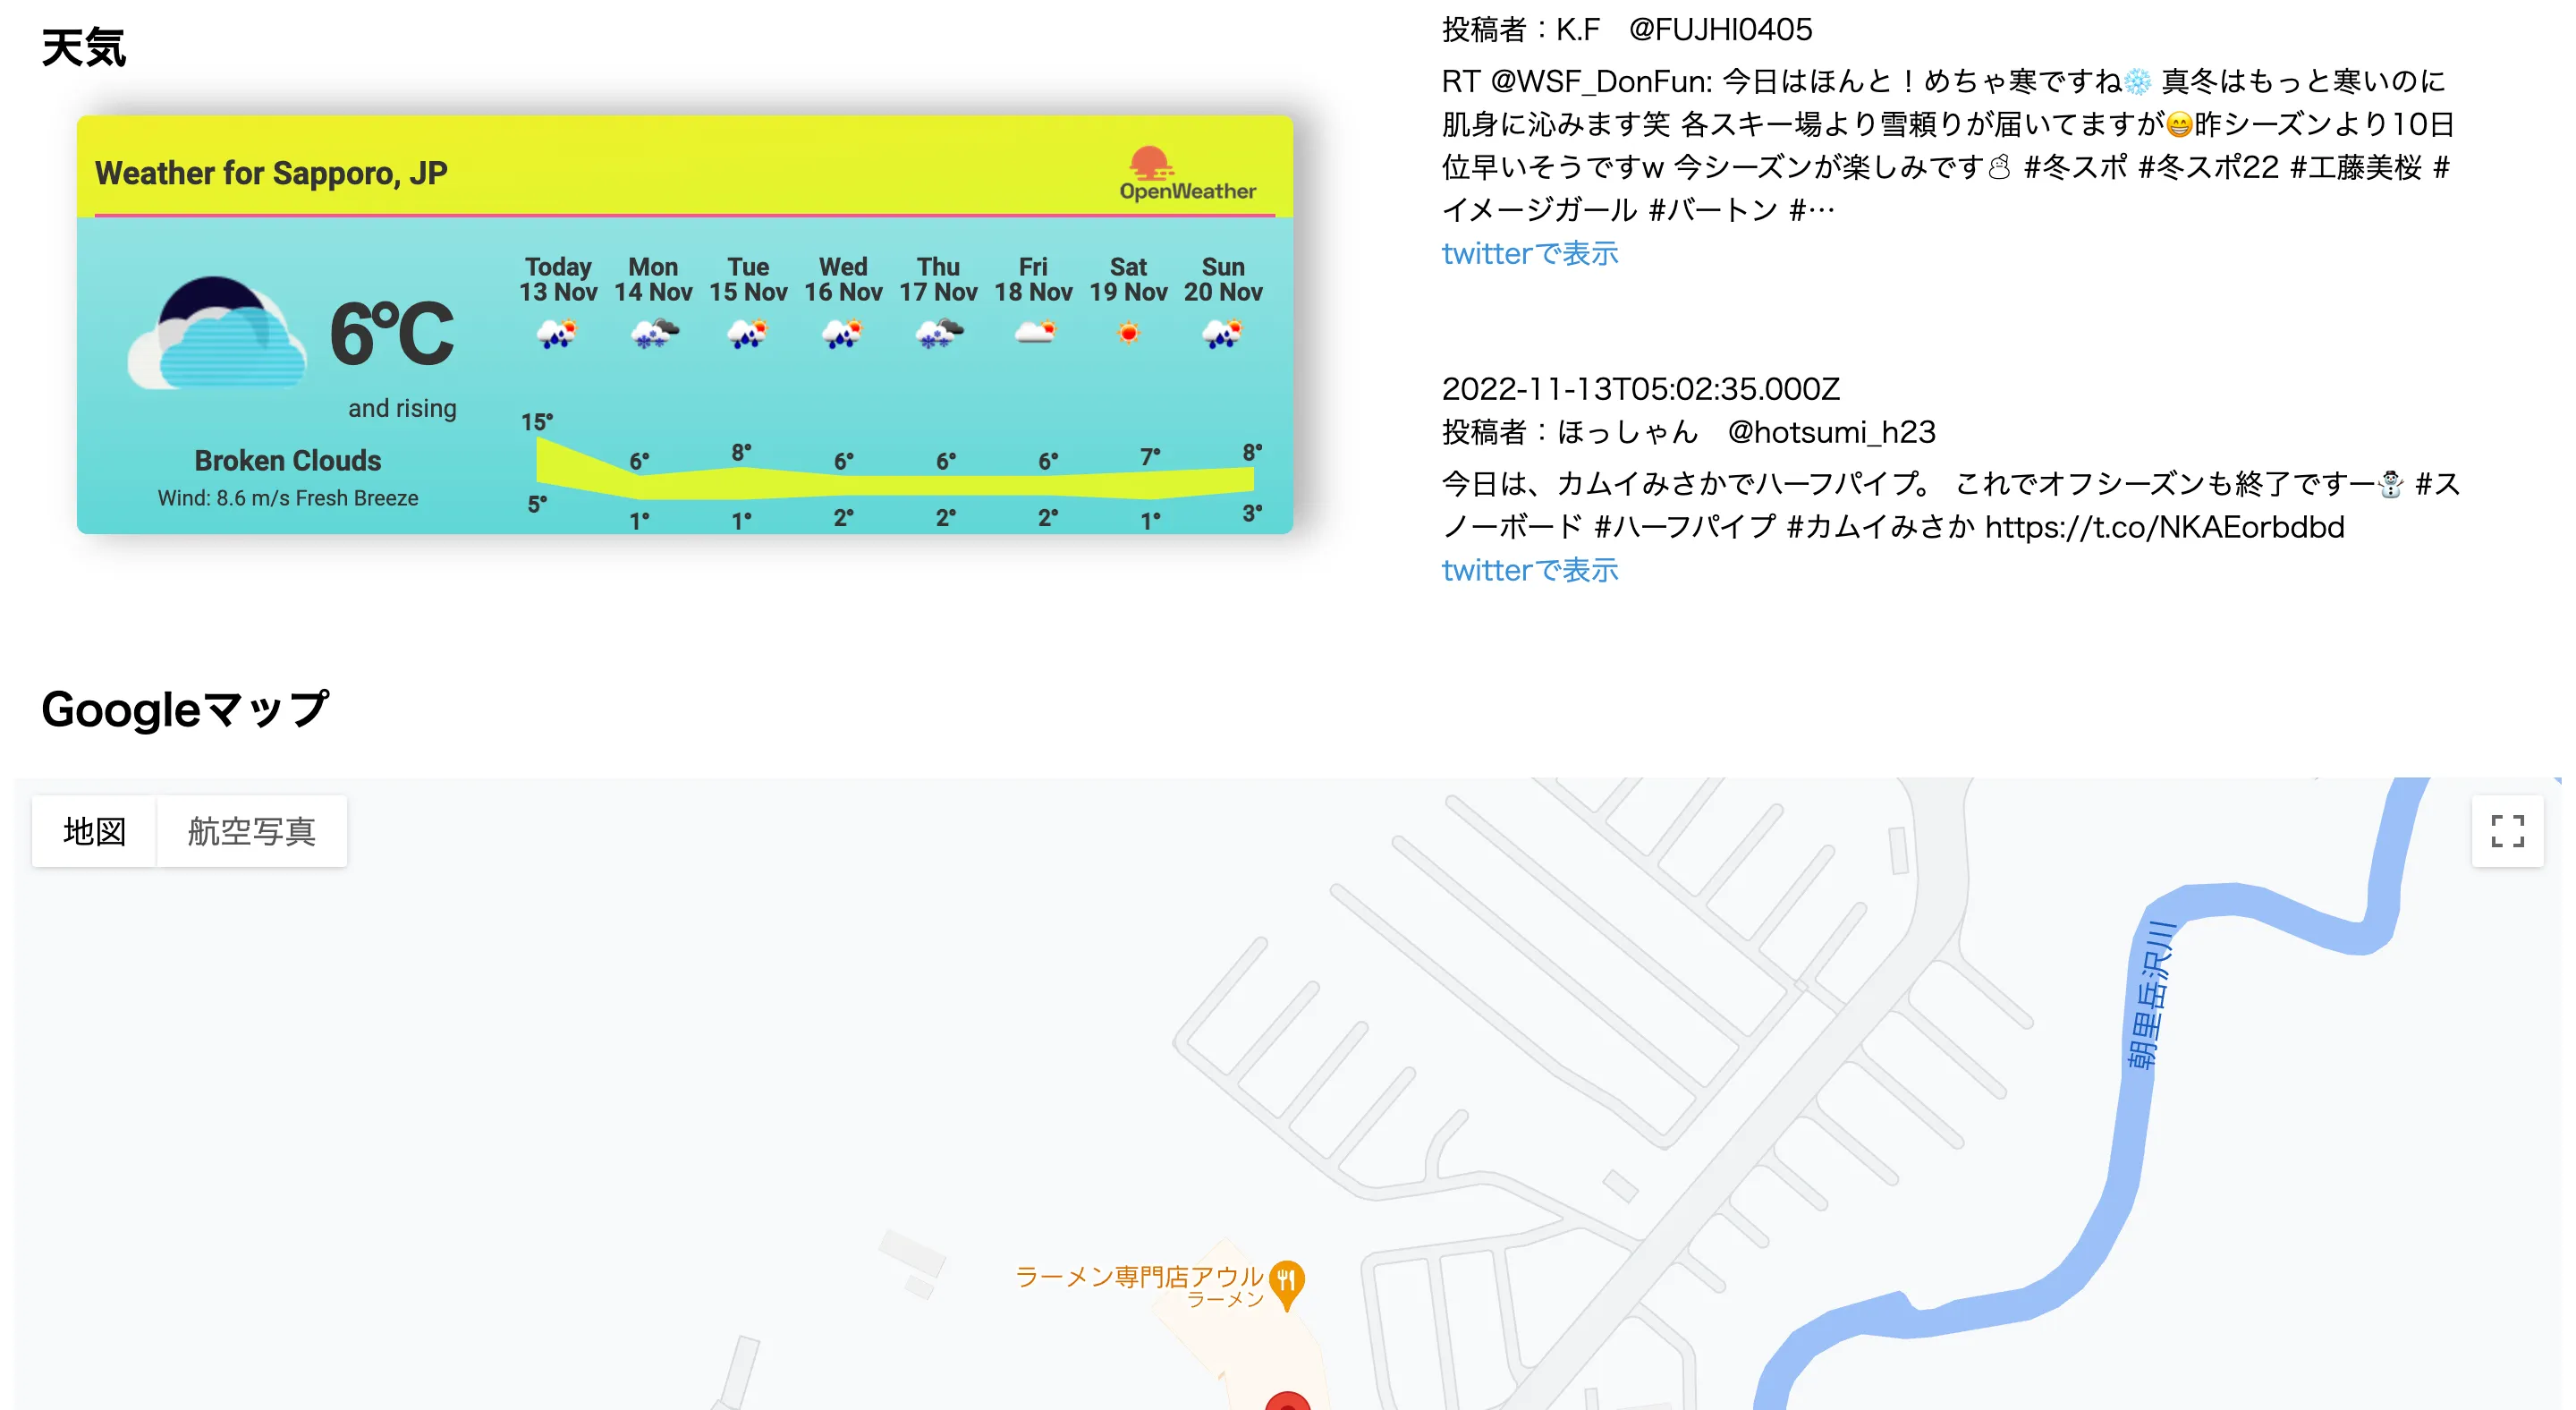 天気
Weather for Sapporo, JP
OpenWeather
6°C
and rising
Broken Clouds
Wind: 8.6 m/s Fresh Breeze
Today Mon Tue Wed Thu Fri Sat Sun
13 Nov 14 Nov 15 Nov 16 Nov 17 Nov 18 Nov 19 Nov 20 Nov
15° 6° 8° 6° 6° 6° 7° 8°
5° 1° 1° 2° 2° 2° 1° 3°
投稿者：K.F　@FUJHI0405
RT @WSF_DonFun: 今日はほんと！めちゃ寒ですね❄️ 真冬はもっと寒いのに
肌身に沁みます笑 各スキー場より雪頼りが届いてますが😁昨シーズンより10日
位早いそうですw 今シーズンが楽しみです☃ #冬スポ #冬スポ22 #工藤美桜 #
イメージガール #バートン #…
twitterで表示
2022-11-13T05:02:35.000Z
投稿者：ほっしゃん　@hotsumi_h23
今日は、カムイみさかでハーフパイプ。 これでオフシーズンも終了ですー⛄️ #ス
ノーボード #ハーフパイプ #カムイみさか https://t.co/NKAEorbdbd
twitterで表示
Googleマップ
地図
航空写真
朝里岳沢川
ラーメン専門店アウル
ラーメン